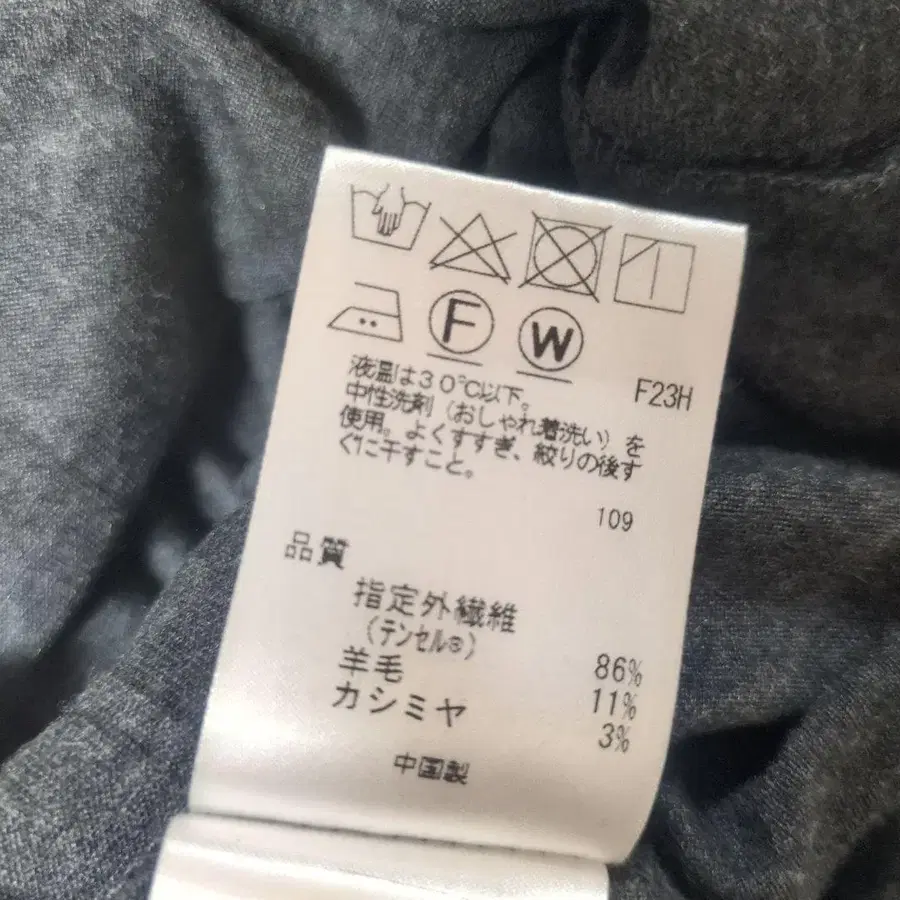 F W
F23H
液温は30℃以下。
中性洗剤(おしゃれ着洗い)を
使用。よくすすぎ、絞りの後す
ぐに干すこと。
109
品質
指定外繊維
(テンセル®) 86%
羊毛 11%
カシミヤ 3%
中国製